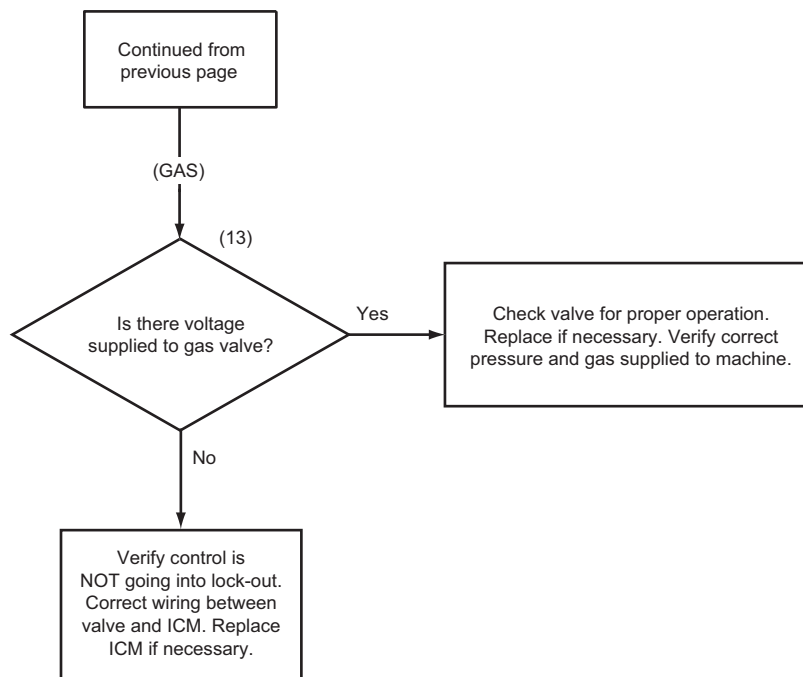 Continued from
previous page
(GAS)
(13)
Is there voltage
supplied to gas valve?
Yes
Check valve for proper operation.
Replace if necessary. Verify correct
pressure and gas supplied to machine.
No
Verify control is
NOT going into lock-out.
Correct wiring between
valve and ICM. Replace
ICM if necessary.